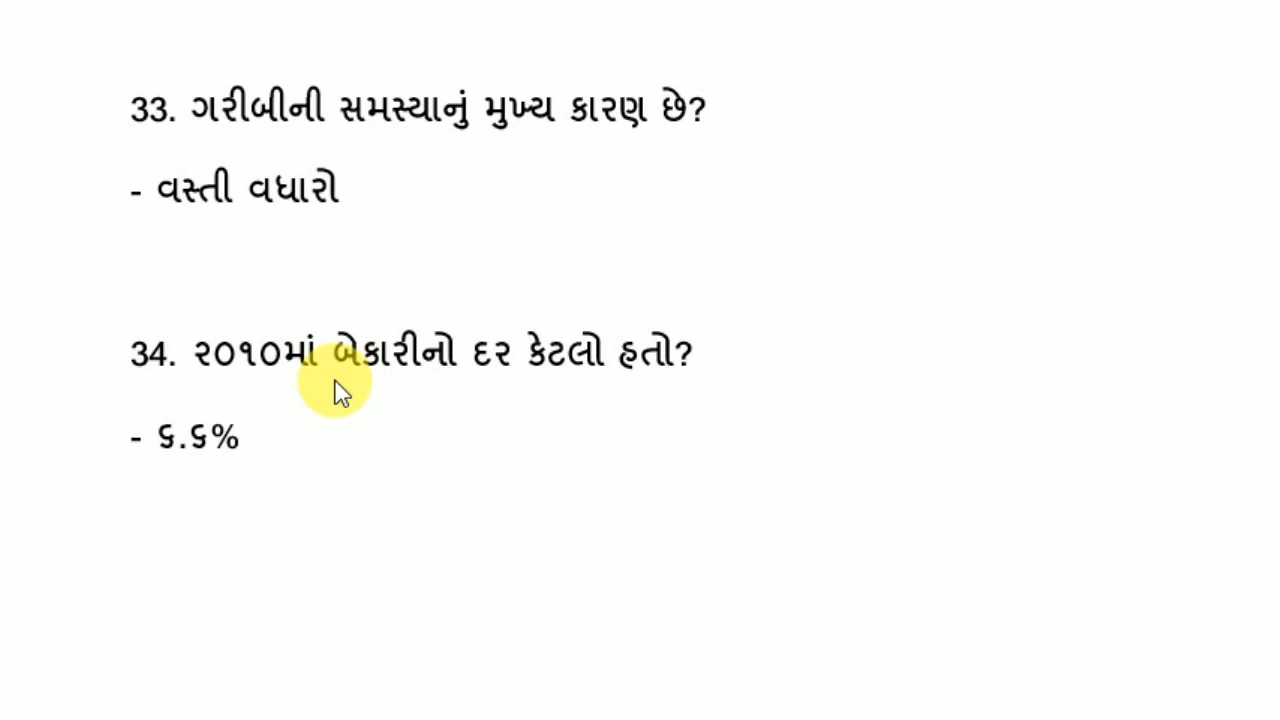 33. ગરીબીની સમસ્યાનું મુખ્ય કારણ છે?
- વસ્તી વધારો
34. ૨૦૧૦માં બેકારીનો દર કેટલો હતો?
- ૬.૬%